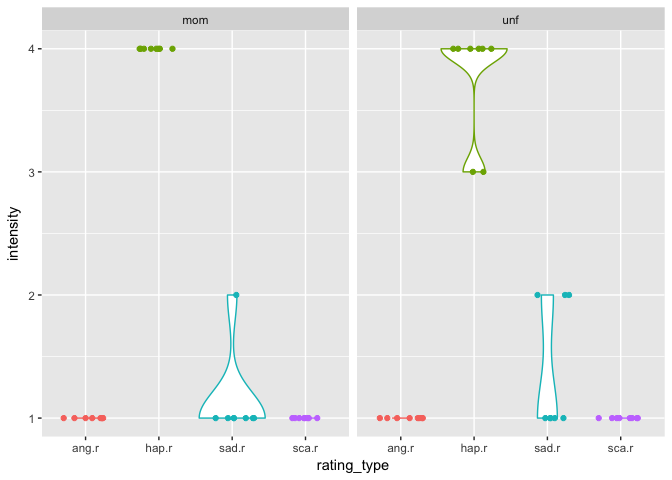 mom unf
intensity
4
3
2
1
ang.r hap.r sad.r sca.r ang.r hap.r sad.r sca.r
rating_type